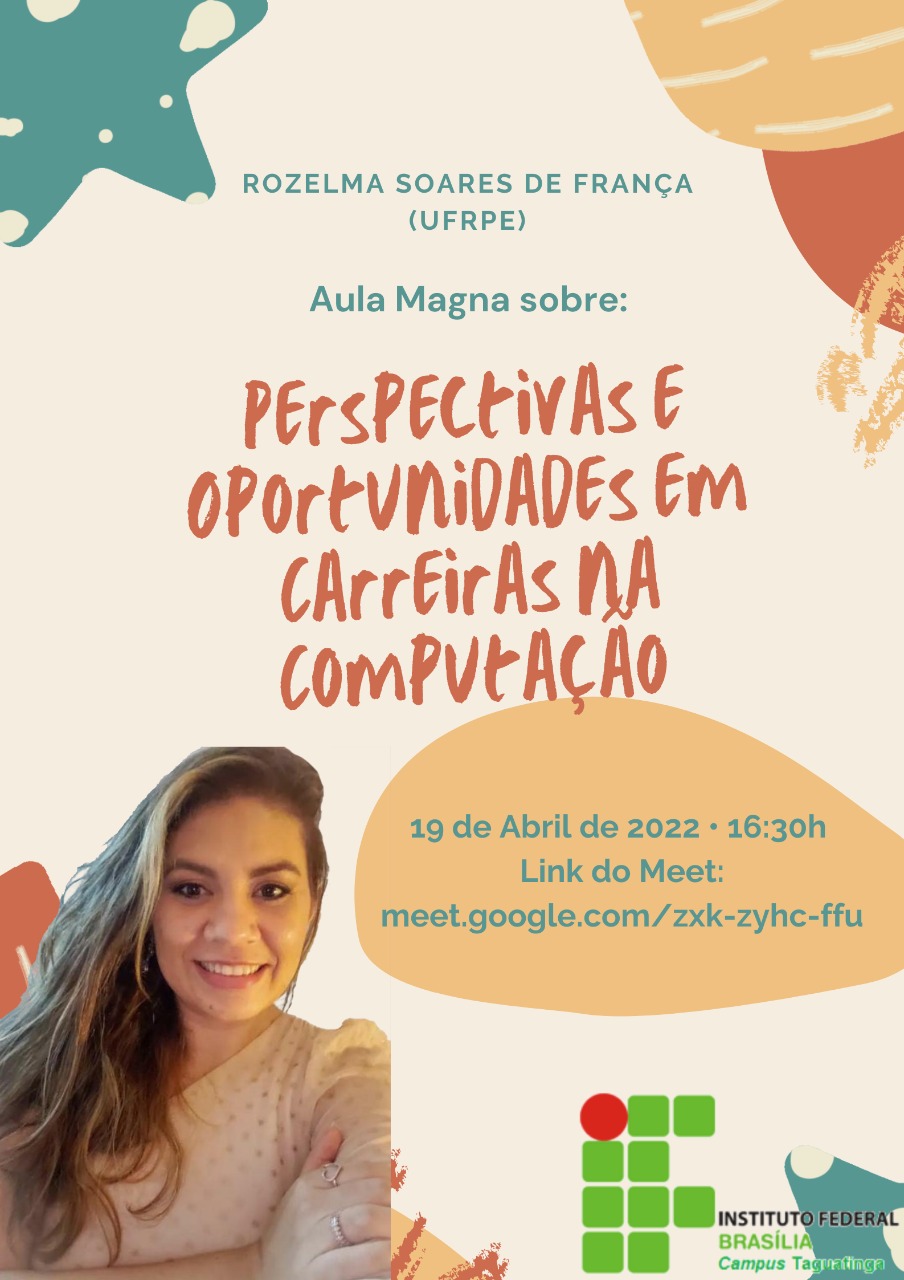 ROZELMA SOARES DE FRANÇA
(UFRPE)
Aula Magna sobre:
PErsPECtivAs E
OPOrtUNiDADEs Em
CArrEirAs NA
COmPUtAÇÃO
19 de Abril de 2022 • 16:30h
Link do Meet:
meet.google.com/zxk-zyhc-ffu
INSTITUTO FEDERAL
BRASÍLIA
Campus Taguatinga